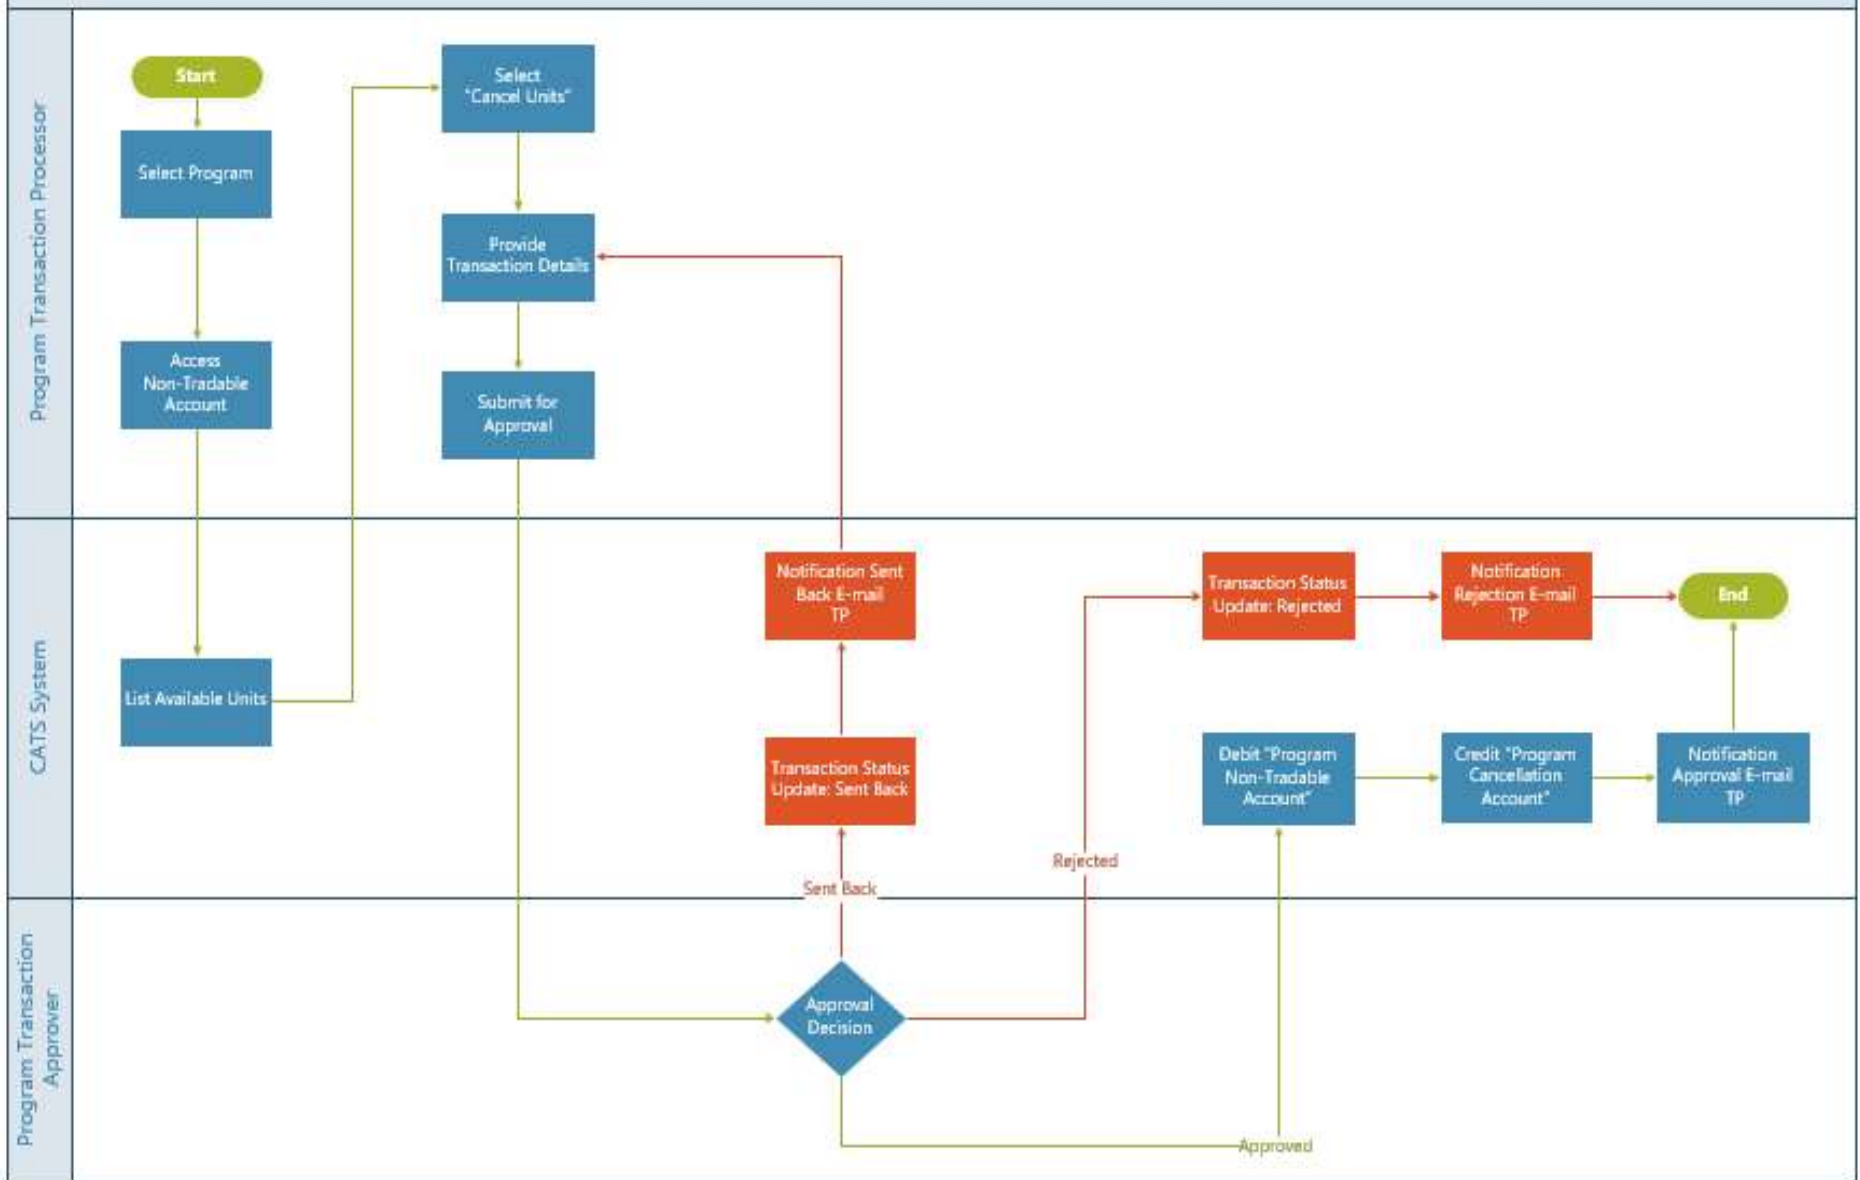 Program Transaction Processor
Start
Select Program
Access
Non-Tradable
Account
Select
"Cancel Units"
Provide
Transaction Details
Submit for
Approval
CATS System
List Available Units
Notification Sent
Back E-mail
TP
Transaction Status
Update: Sent Back
Sent Back
Rejected
Transaction Status
Update: Rejected
Notification
Rejection E-mail
TP
End
Debit "Program
Non-Tradable
Account"
Credit "Program
Cancellation
Account"
Notification
Approval E-mail
TP
Program Transaction
Approver
Approval
Decision
Approved